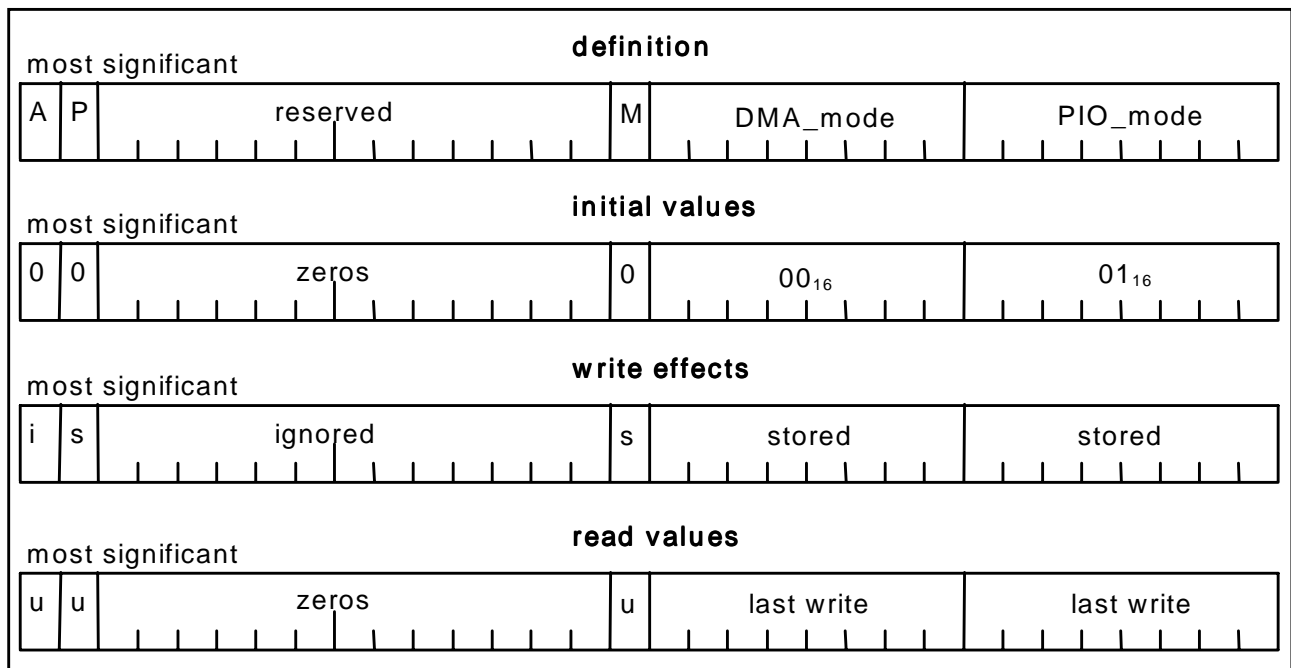 definition
most significant
A P reserved M DMA_mode PIO_mode
initial values
most significant
0 0 zeros 0 00₁₆ 01₁₆
write effects
most significant
i s ignored s stored stored
read values
most significant
u u zeros u last write last write